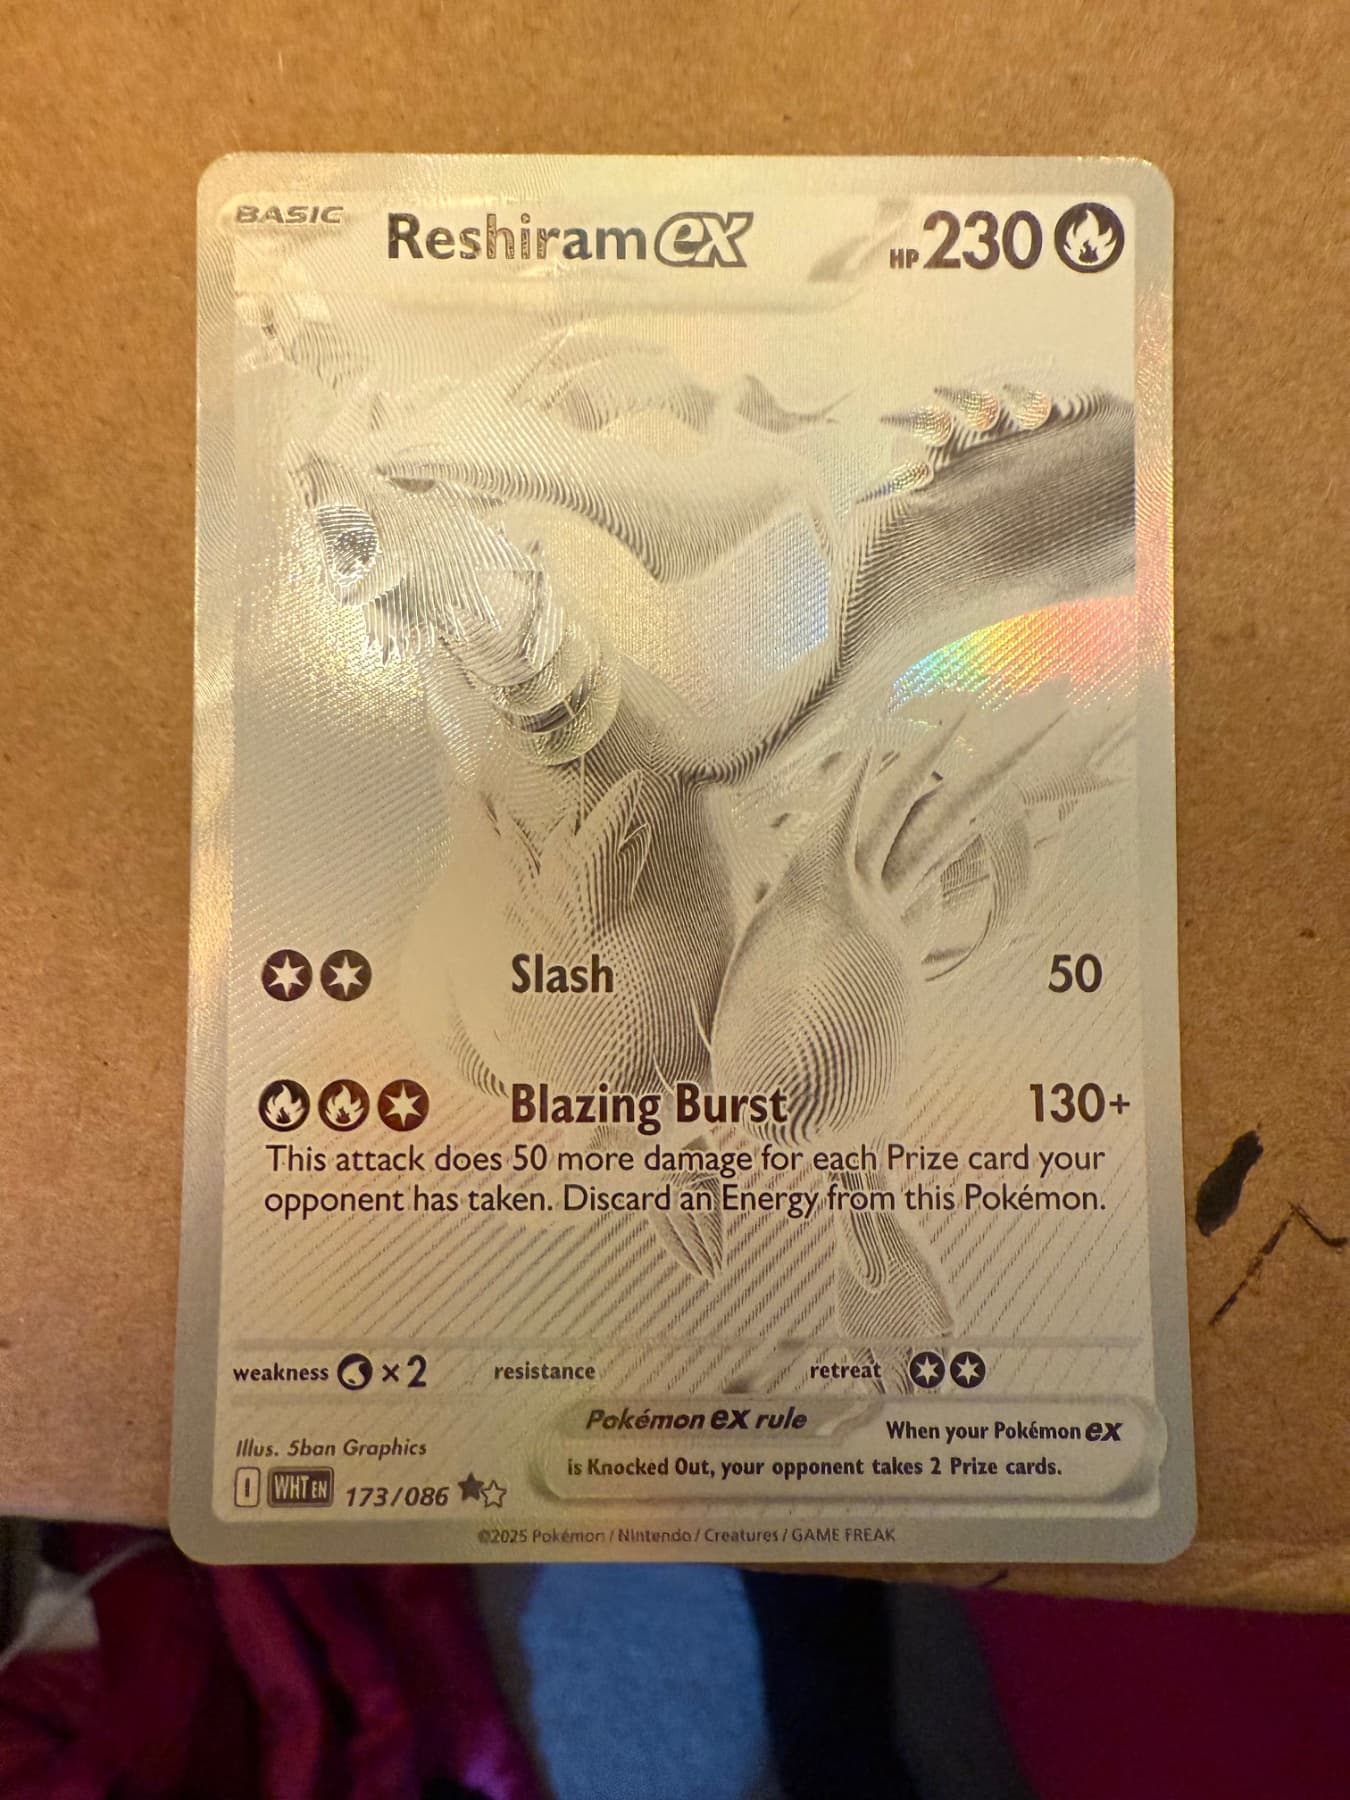 BASIC Reshiram ex HP 230
Slash 50
Blazing Burst 130+
This attack does 50 more damage for each Prize card your
opponent has taken. Discard an Energy from this Pokémon.
weakness ×2 resistance retreat
Pokémon ex rule When your Pokémon ex
is Knocked Out, your opponent takes 2 Prize cards.
Illus. 5ban Graphics
I WHT EN 173/086
©2025 Pokémon / Nintendo / Creatures / GAME FREAK